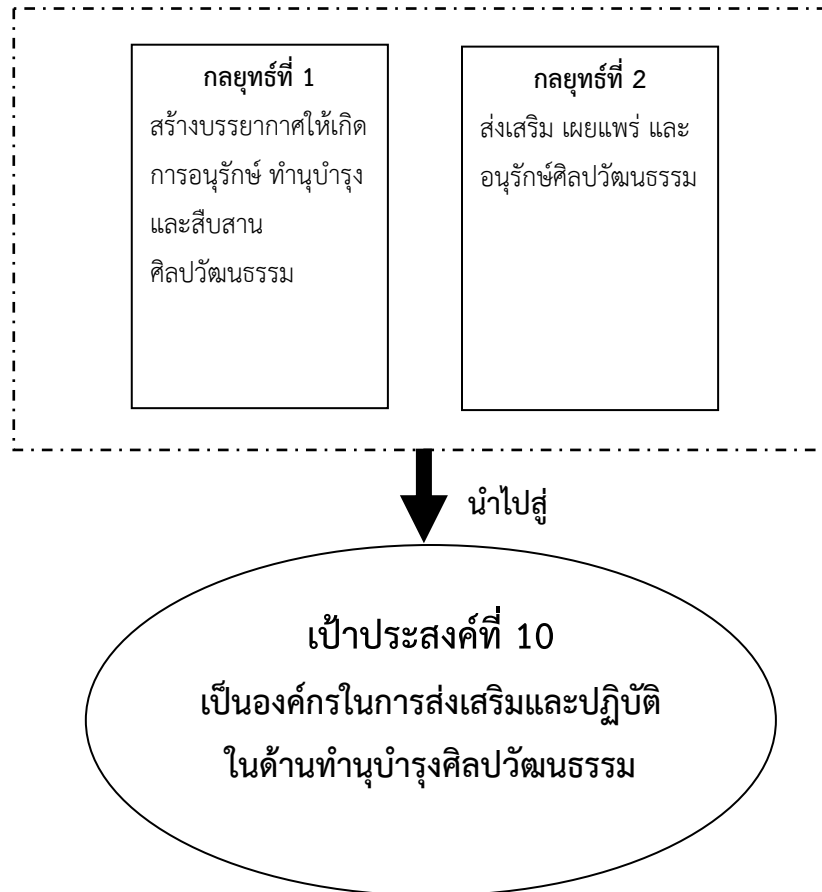 กลยุทธ์ที่ 1
สร้างบรรยากาศให้เกิด
การอนุรักษ์ ทำนุบำรุง
และสืบสาน
ศิลปวัฒนธรรม
กลยุทธ์ที่ 2
ส่งเสริม เผยแพร่ และ
อนุรักษ์ศิลปวัฒนธรรม
นำไปสู่
เป้าประสงค์ที่ 10
เป็นองค์กรในการส่งเสริมและปฏิบัติ
ในด้านทำนุบำรุงศิลปวัฒนธรรม